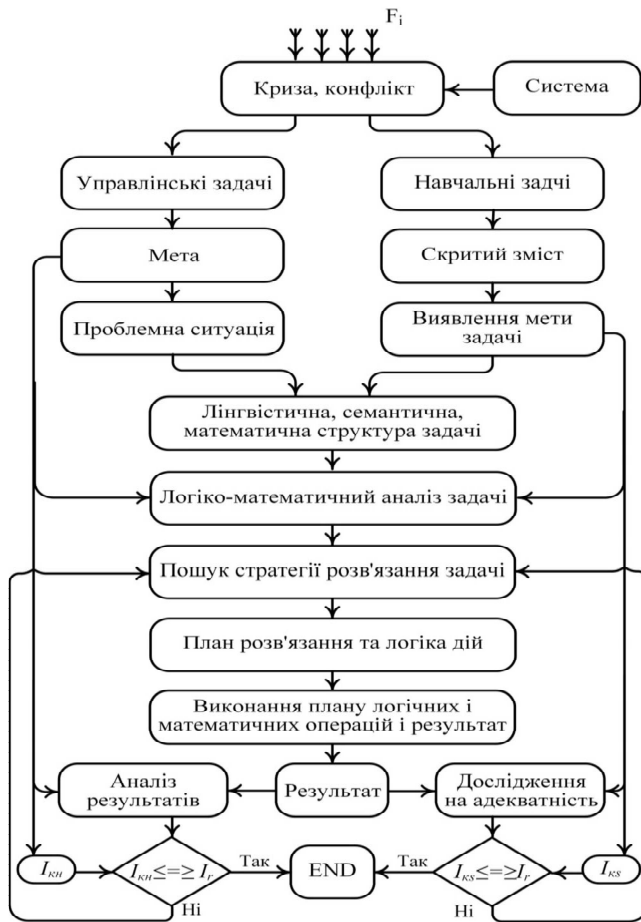 Fi
Криза, конфлікт
Система
Управлінські задачі
Навчальні задчі
Мета
Скритий зміст
Проблемна ситуація
Виявлення мети
задачі
Лінгвістична, семантична,
математична структура задачі
Логіко-математичний аналіз задачі
Пошук стратегії розв'язання задачі
План розв'язання та логіка дій
Виконання плану логічних і
математичних операцій і результат
Аналіз
результатів
Результат
Дослідження
на адекватність
Iкн
Iкн≤=≥ Ir
Так
END
Так
Iкs≤=≥Ir
Iкs
Ні
Ні